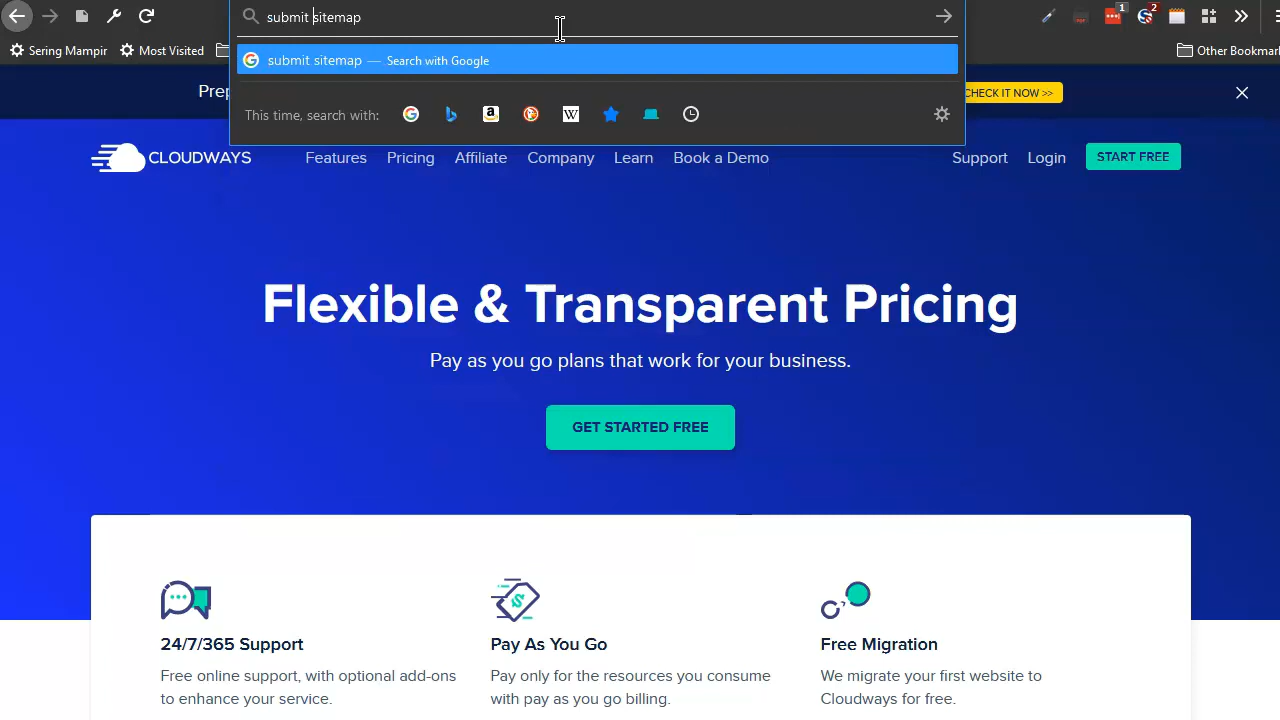 submit sitemap
1
2
submit sitemap — Search with Google
Sering Mampir
Most Visited
Other Bookmar
This time, search with:
Prep
CHECK IT NOW >>
CLOUDWAYS
Features
Pricing
Affiliate
Company
Learn
Book a Demo
Support
Login
START FREE
Flexible & Transparent Pricing
Pay as you go plans that work for your business.
GET STARTED FREE
24/7/365 Support
Free online support, with optional add-ons
to enhance your service.
Pay As You Go
Pay only for the resources you consume
with pay as you go billing.
Free Migration
We migrate your first website to
Cloudways for free.